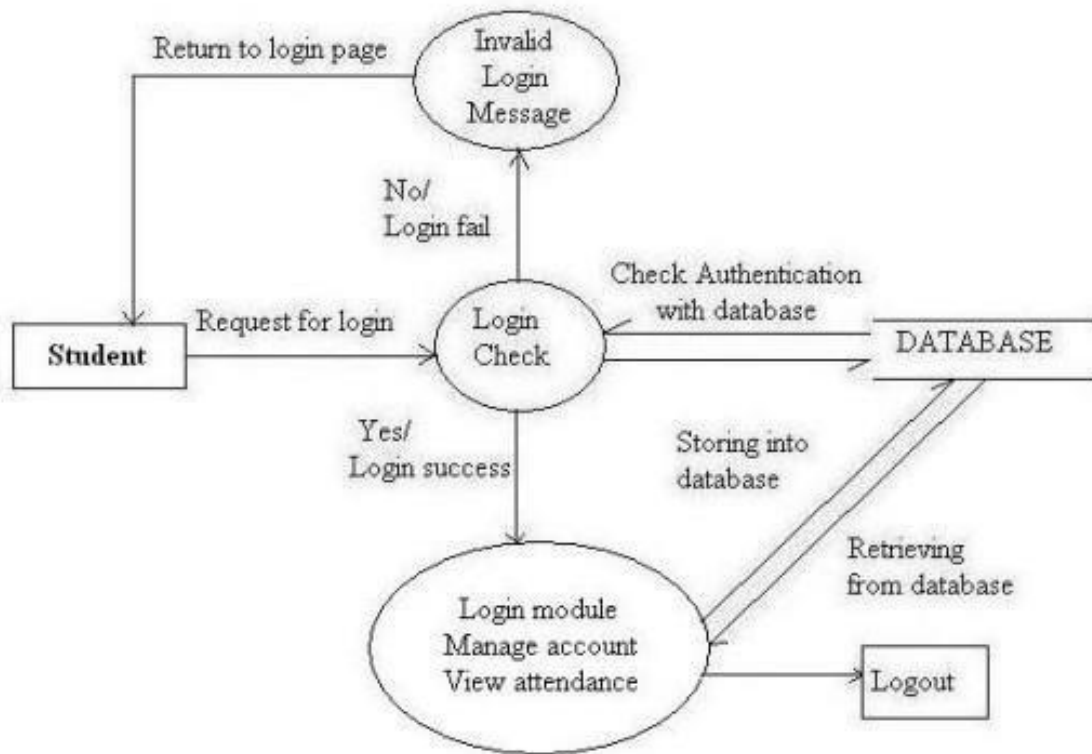 Return to login page
Invalid
Login
Message
No/
Login fail
Check Authentication
with database
Request for login
Login
Check
Student
DATABASE
Yes/
Login success
Storing into
database
Retrieving
from database
Login module
Manage account
View attendance
Logout